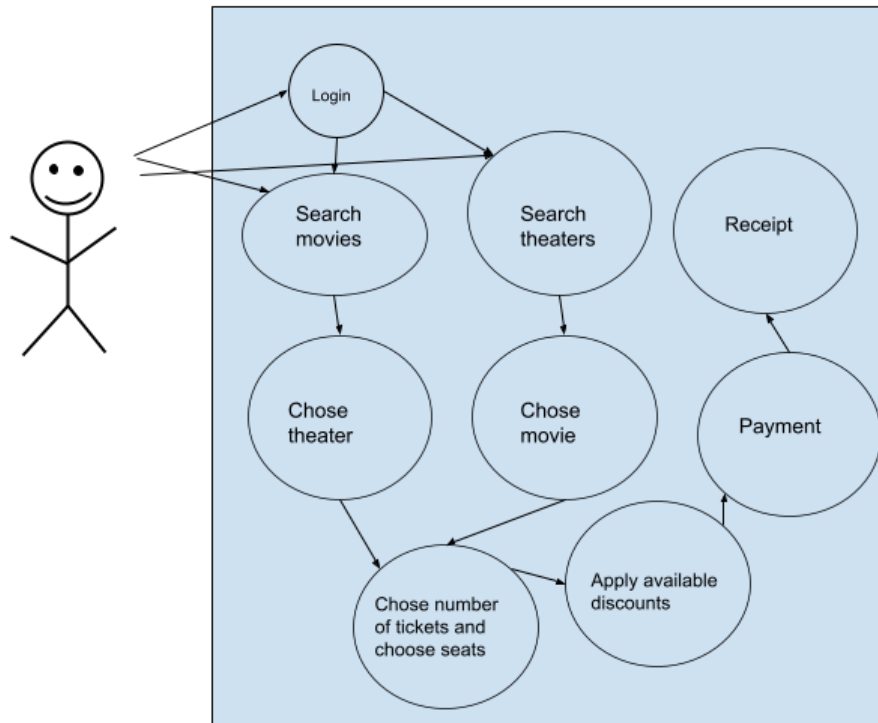 Login
Search
movies
Search
theaters
Receipt
Chose
theater
Chose
movie
Payment
Chose number
of tickets and
choose seats
Apply available
discounts